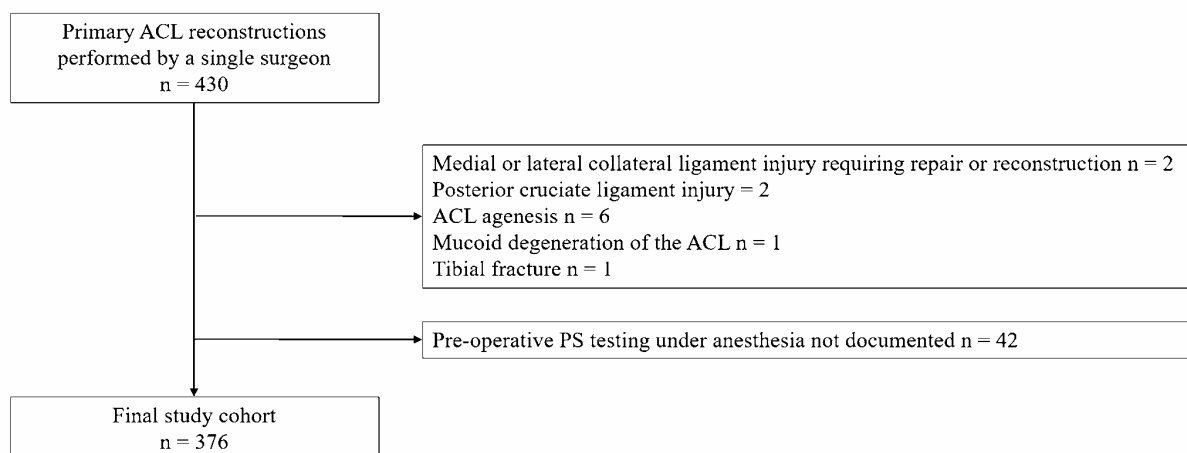 Primary ACL reconstructions
performed by a single surgeon
n = 430
Medial or lateral collateral ligament injury requiring repair or reconstruction n = 2
Posterior cruciate ligament injury = 2
ACL agenesis n = 6
Mucoid degeneration of the ACL n = 1
Tibial fracture n = 1
Pre-operative PS testing under anesthesia not documented n = 42
Final study cohort
n = 376